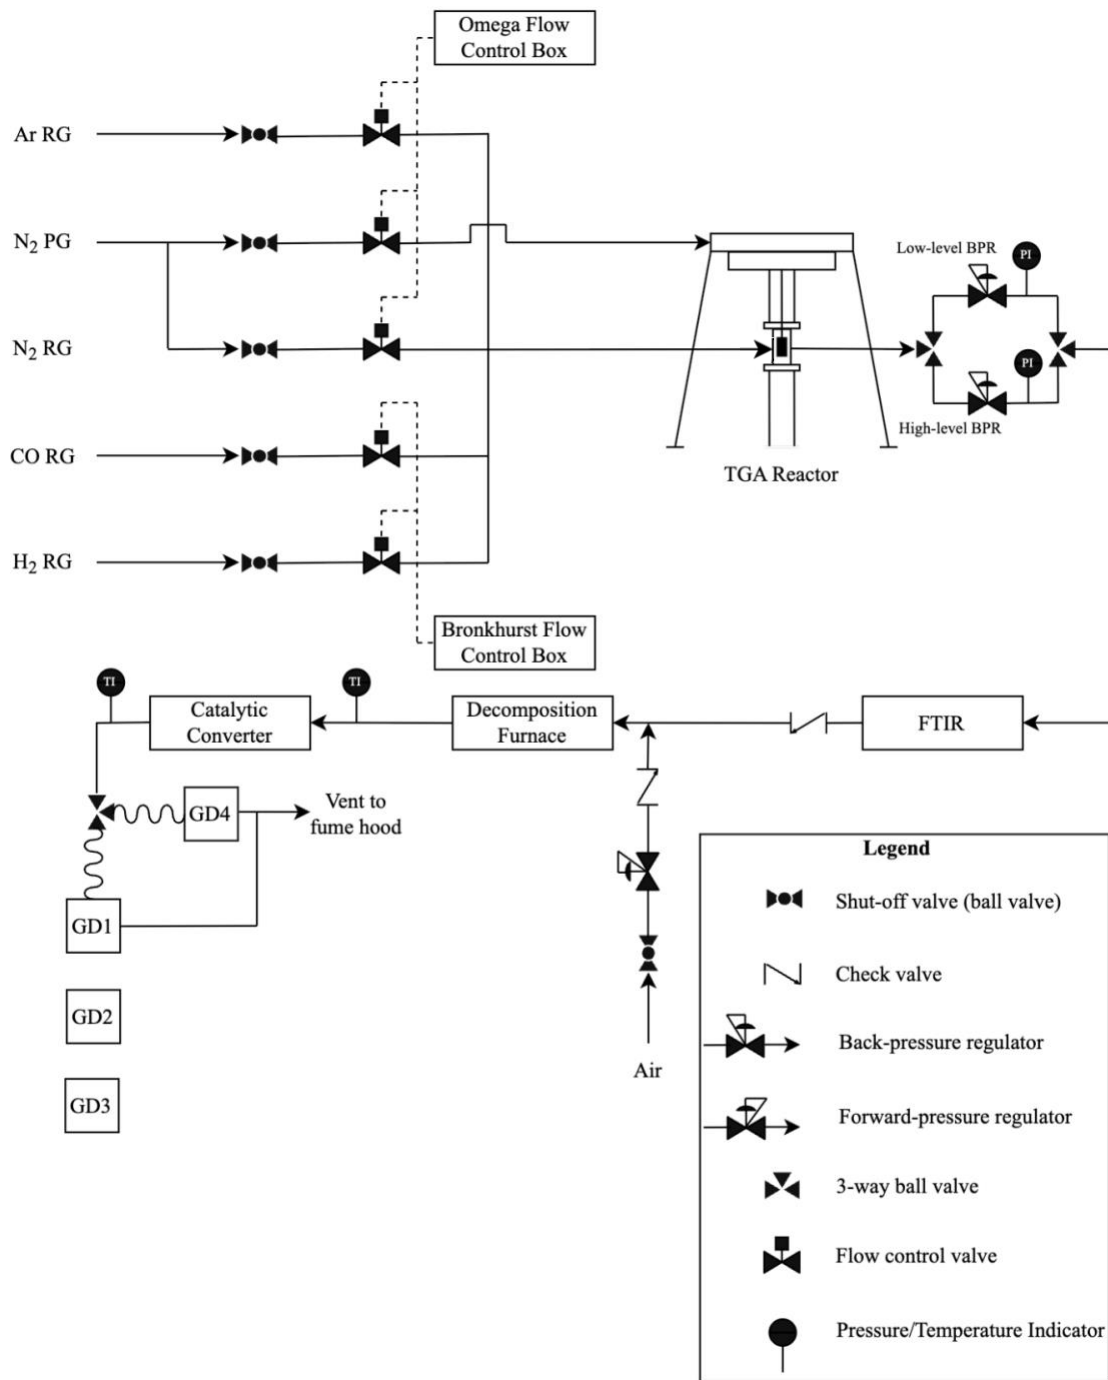 Omega Flow
Control Box
Ar RG
N₂ PG
N₂ RG
CO RG
H₂ RG
Low-level BPR
PI
PI
High-level BPR
TGA Reactor
Bronkhurst Flow
Control Box
TI
Catalytic
Converter
TI
Decomposition
Furnace
FTIR
GD4
Vent to
fume hood
GD1
GD2
GD3
Air
Legend
Shut-off valve (ball valve)
Check valve
Back-pressure regulator
Forward-pressure regulator
3-way ball valve
Flow control valve
Pressure/Temperature Indicator